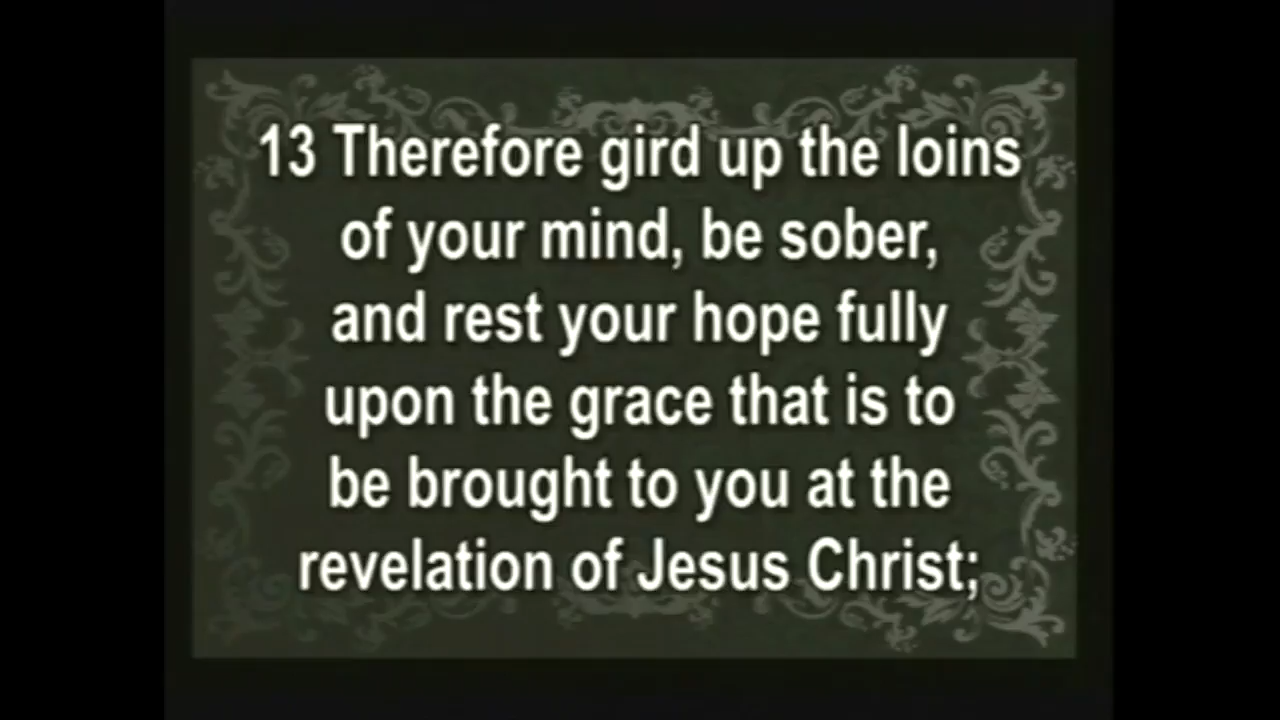 13 Therefore gird up the loins
of your mind, be sober,
and rest your hope fully
upon the grace that is to
be brought to you at the
revelation of Jesus Christ;